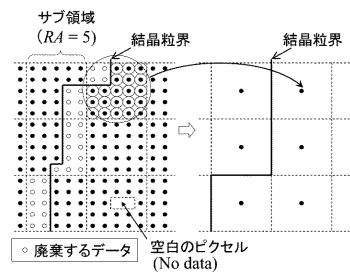 サブ領域
(RA = 5)
結晶粒界
結晶粒界
廃棄するデータ
空白のピクセル
(No data)